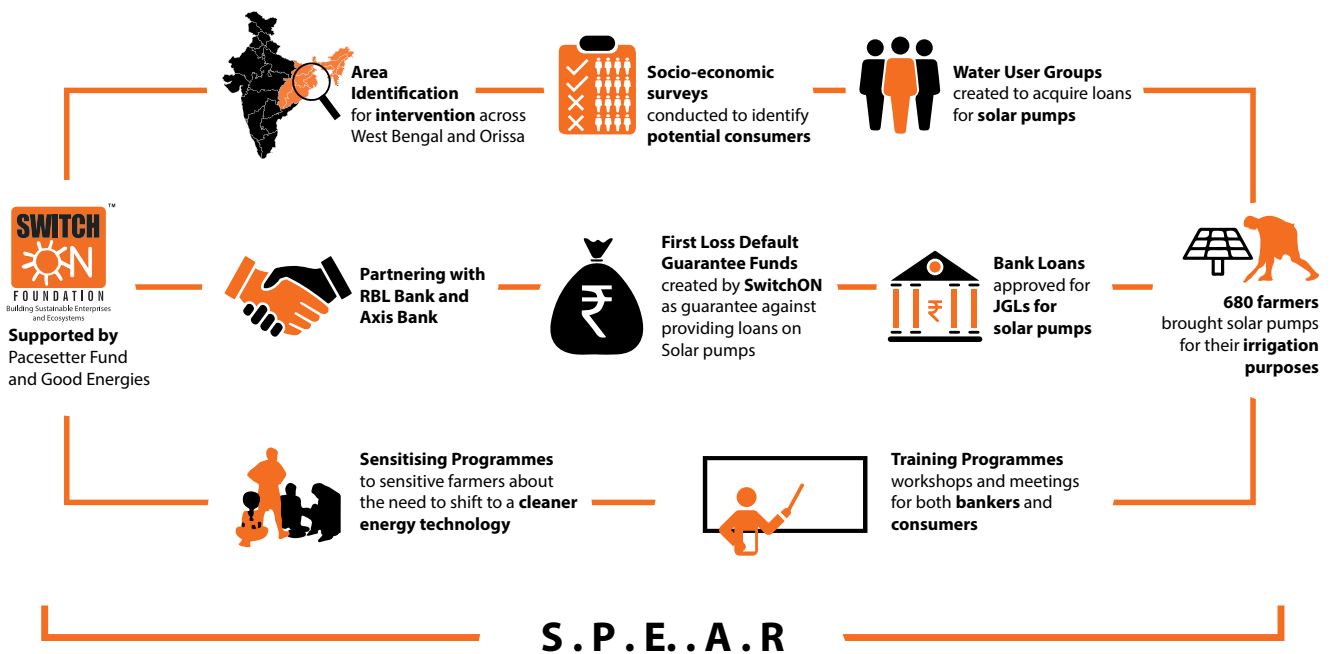 Area
Identification
for intervention across
West Bengal and Orissa
Socio-economic
surveys
conducted to identify
potential consumers
Water User Groups
created to acquire loans
for solar pumps
SWITCH
ON
™
FOUNDATION
Building Sustainable Enterprises
and Ecosystems
Supported by
Pacesetter Fund
and Good Energies
Partnering with
RBL Bank and
Axis Bank
₹
First Loss Default
Guarantee Funds
created by SwitchON
as guarantee against
providing loans on
Solar pumps
₹
Bank Loans
approved for
JGLs for
solar pumps
680 farmers
brought solar pumps
for their irrigation
purposes
Sensitising Programmes
to sensitive farmers about
the need to shift to a cleaner
energy technology
Training Programmes
workshops and meetings
for both bankers and
consumers
S.P.E..A.R